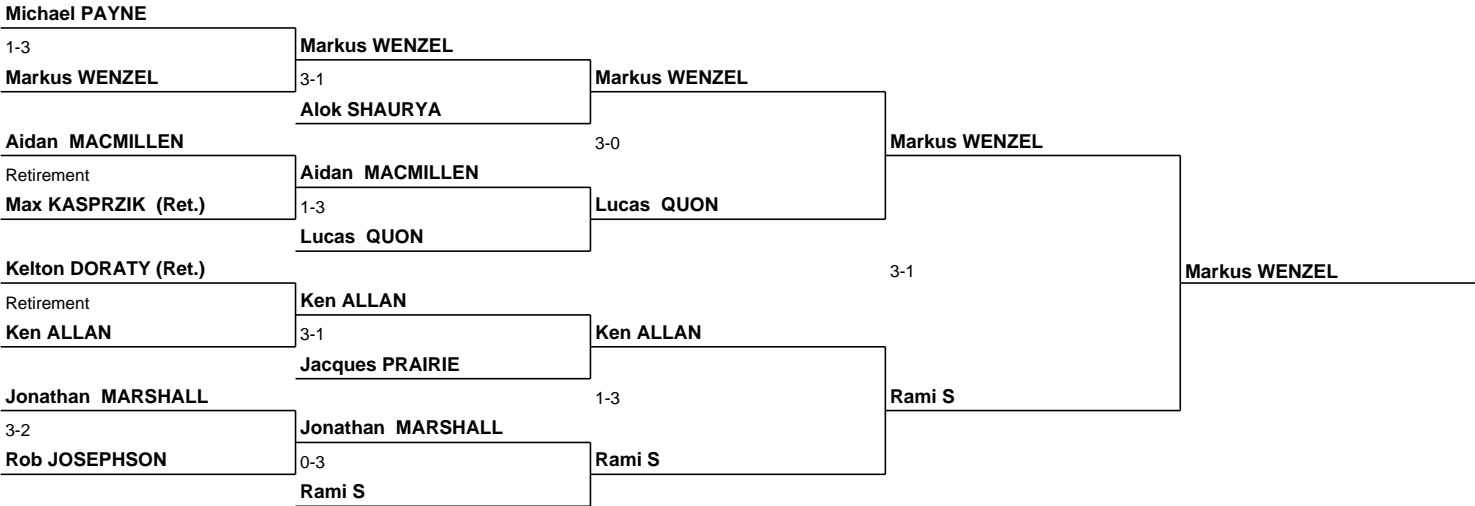 Michael PAYNE
1-3
Markus WENZEL
Markus WENZEL
3-1
Markus WENZEL
Alok SHAURYA
Aidan  MACMILLEN
3-0
Markus WENZEL
Retirement
Aidan  MACMILLEN
Max KASPRZIK  (Ret.)
1-3
Lucas  QUON
Lucas  QUON
Kelton DORATY (Ret.)
3-1
Markus WENZEL
Retirement
Ken ALLAN
Ken ALLAN
3-1
Ken ALLAN
Jacques PRAIRIE
Jonathan  MARSHALL
1-3
Rami S
3-2
Jonathan  MARSHALL
Rob JOSEPHSON
0-3
Rami S
Rami S